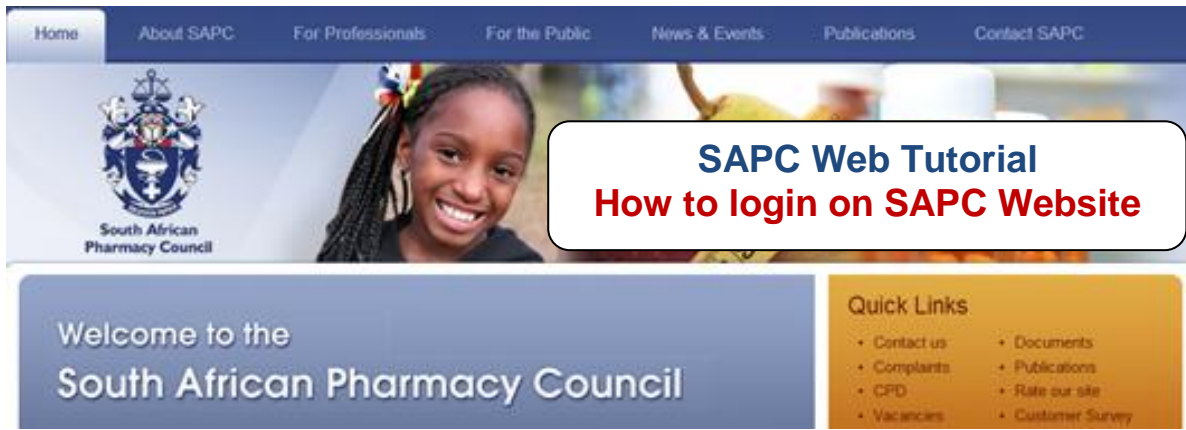 Home About SAPC For Professionals For the Public News & Events Publications Contact SAPC
South African
Pharmacy Council
SAPC Web Tutorial
How to login on SAPC Website
Welcome to the
South African Pharmacy Council
Quick Links
• Contact us
• Complaints
• CPD
• Vacancies
• Documents
• Publications
• Rate our site
• Customer Survey